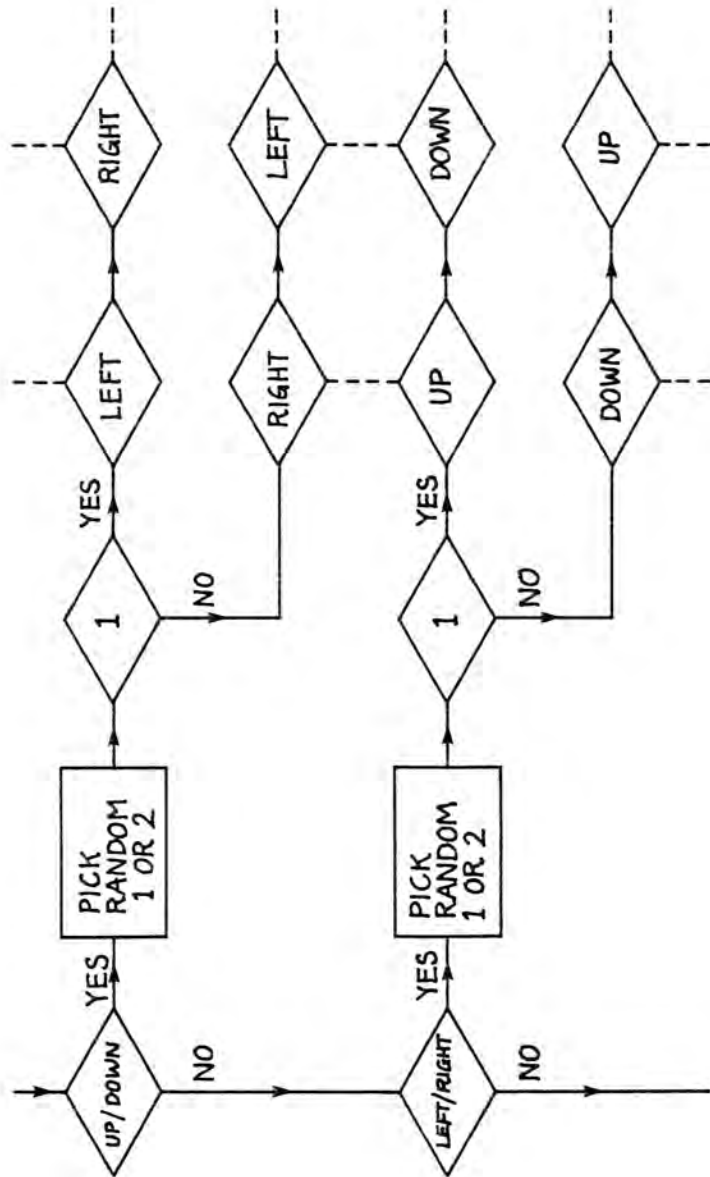 UP/DOWN
YES
PICK
RANDOM
1 OR 2
1
YES
LEFT
RIGHT
NO
NO
RIGHT
LEFT
LEFT/RIGHT
YES
PICK
RANDOM
1 OR 2
1
YES
UP
DOWN
NO
NO
DOWN
UP